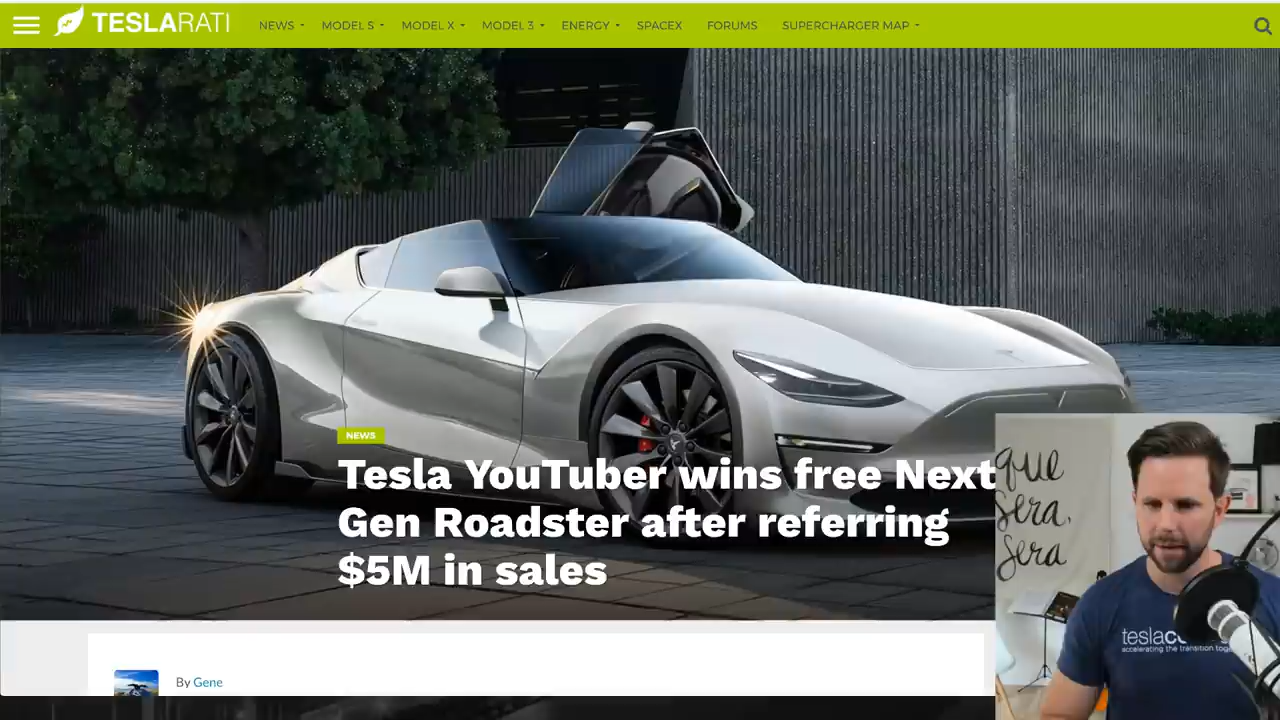 TESLARATI
NEWS MODEL S MODEL X MODEL 3 ENERGY SPACEX FORUMS SUPERCHARGER MAP
NEWS
Tesla YouTuber wins free Next
Gen Roadster after referring
$5M in sales
que
sera,
sera
accelerating the transition
By Gene